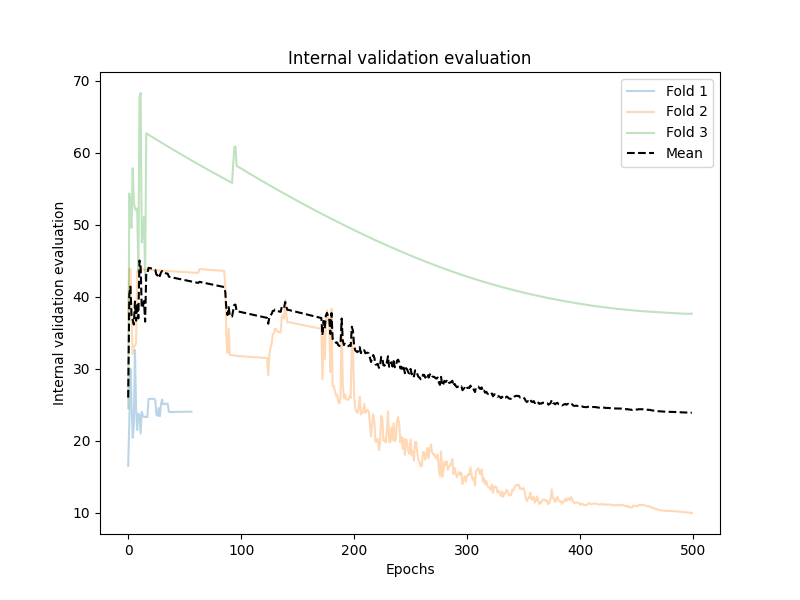 Internal validation evaluation
Internal validation evaluation
70
60
50
40
30
20
10
Fold 1
Fold 2
Fold 3
Mean
0
100
200
300
400
500
Epochs